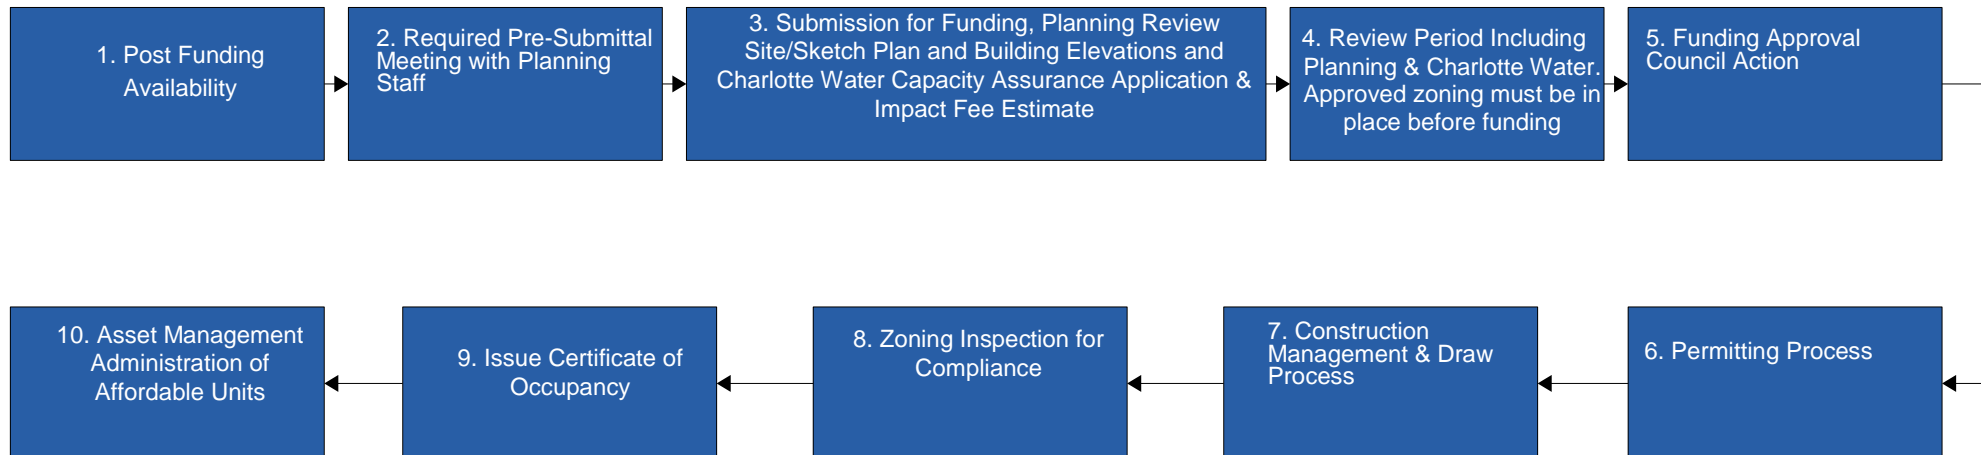 1. Post Funding
Availability
2. Required Pre-Submittal
Meeting with Planning
Staff
3. Submission for Funding, Planning Review
Site/Sketch Plan and Building Elevations and
Charlotte Water Capacity Assurance Application &
Impact Fee Estimate
4. Review Period Including
Planning & Charlotte Water.
Approved zoning must be in
place before funding
5. Funding Approval
Council Action
10. Asset Management
Administration of
Affordable Units
9. Issue Certificate of
Occupancy
8. Zoning Inspection for
Compliance
7. Construction
Management & Draw
Process
6. Permitting Process